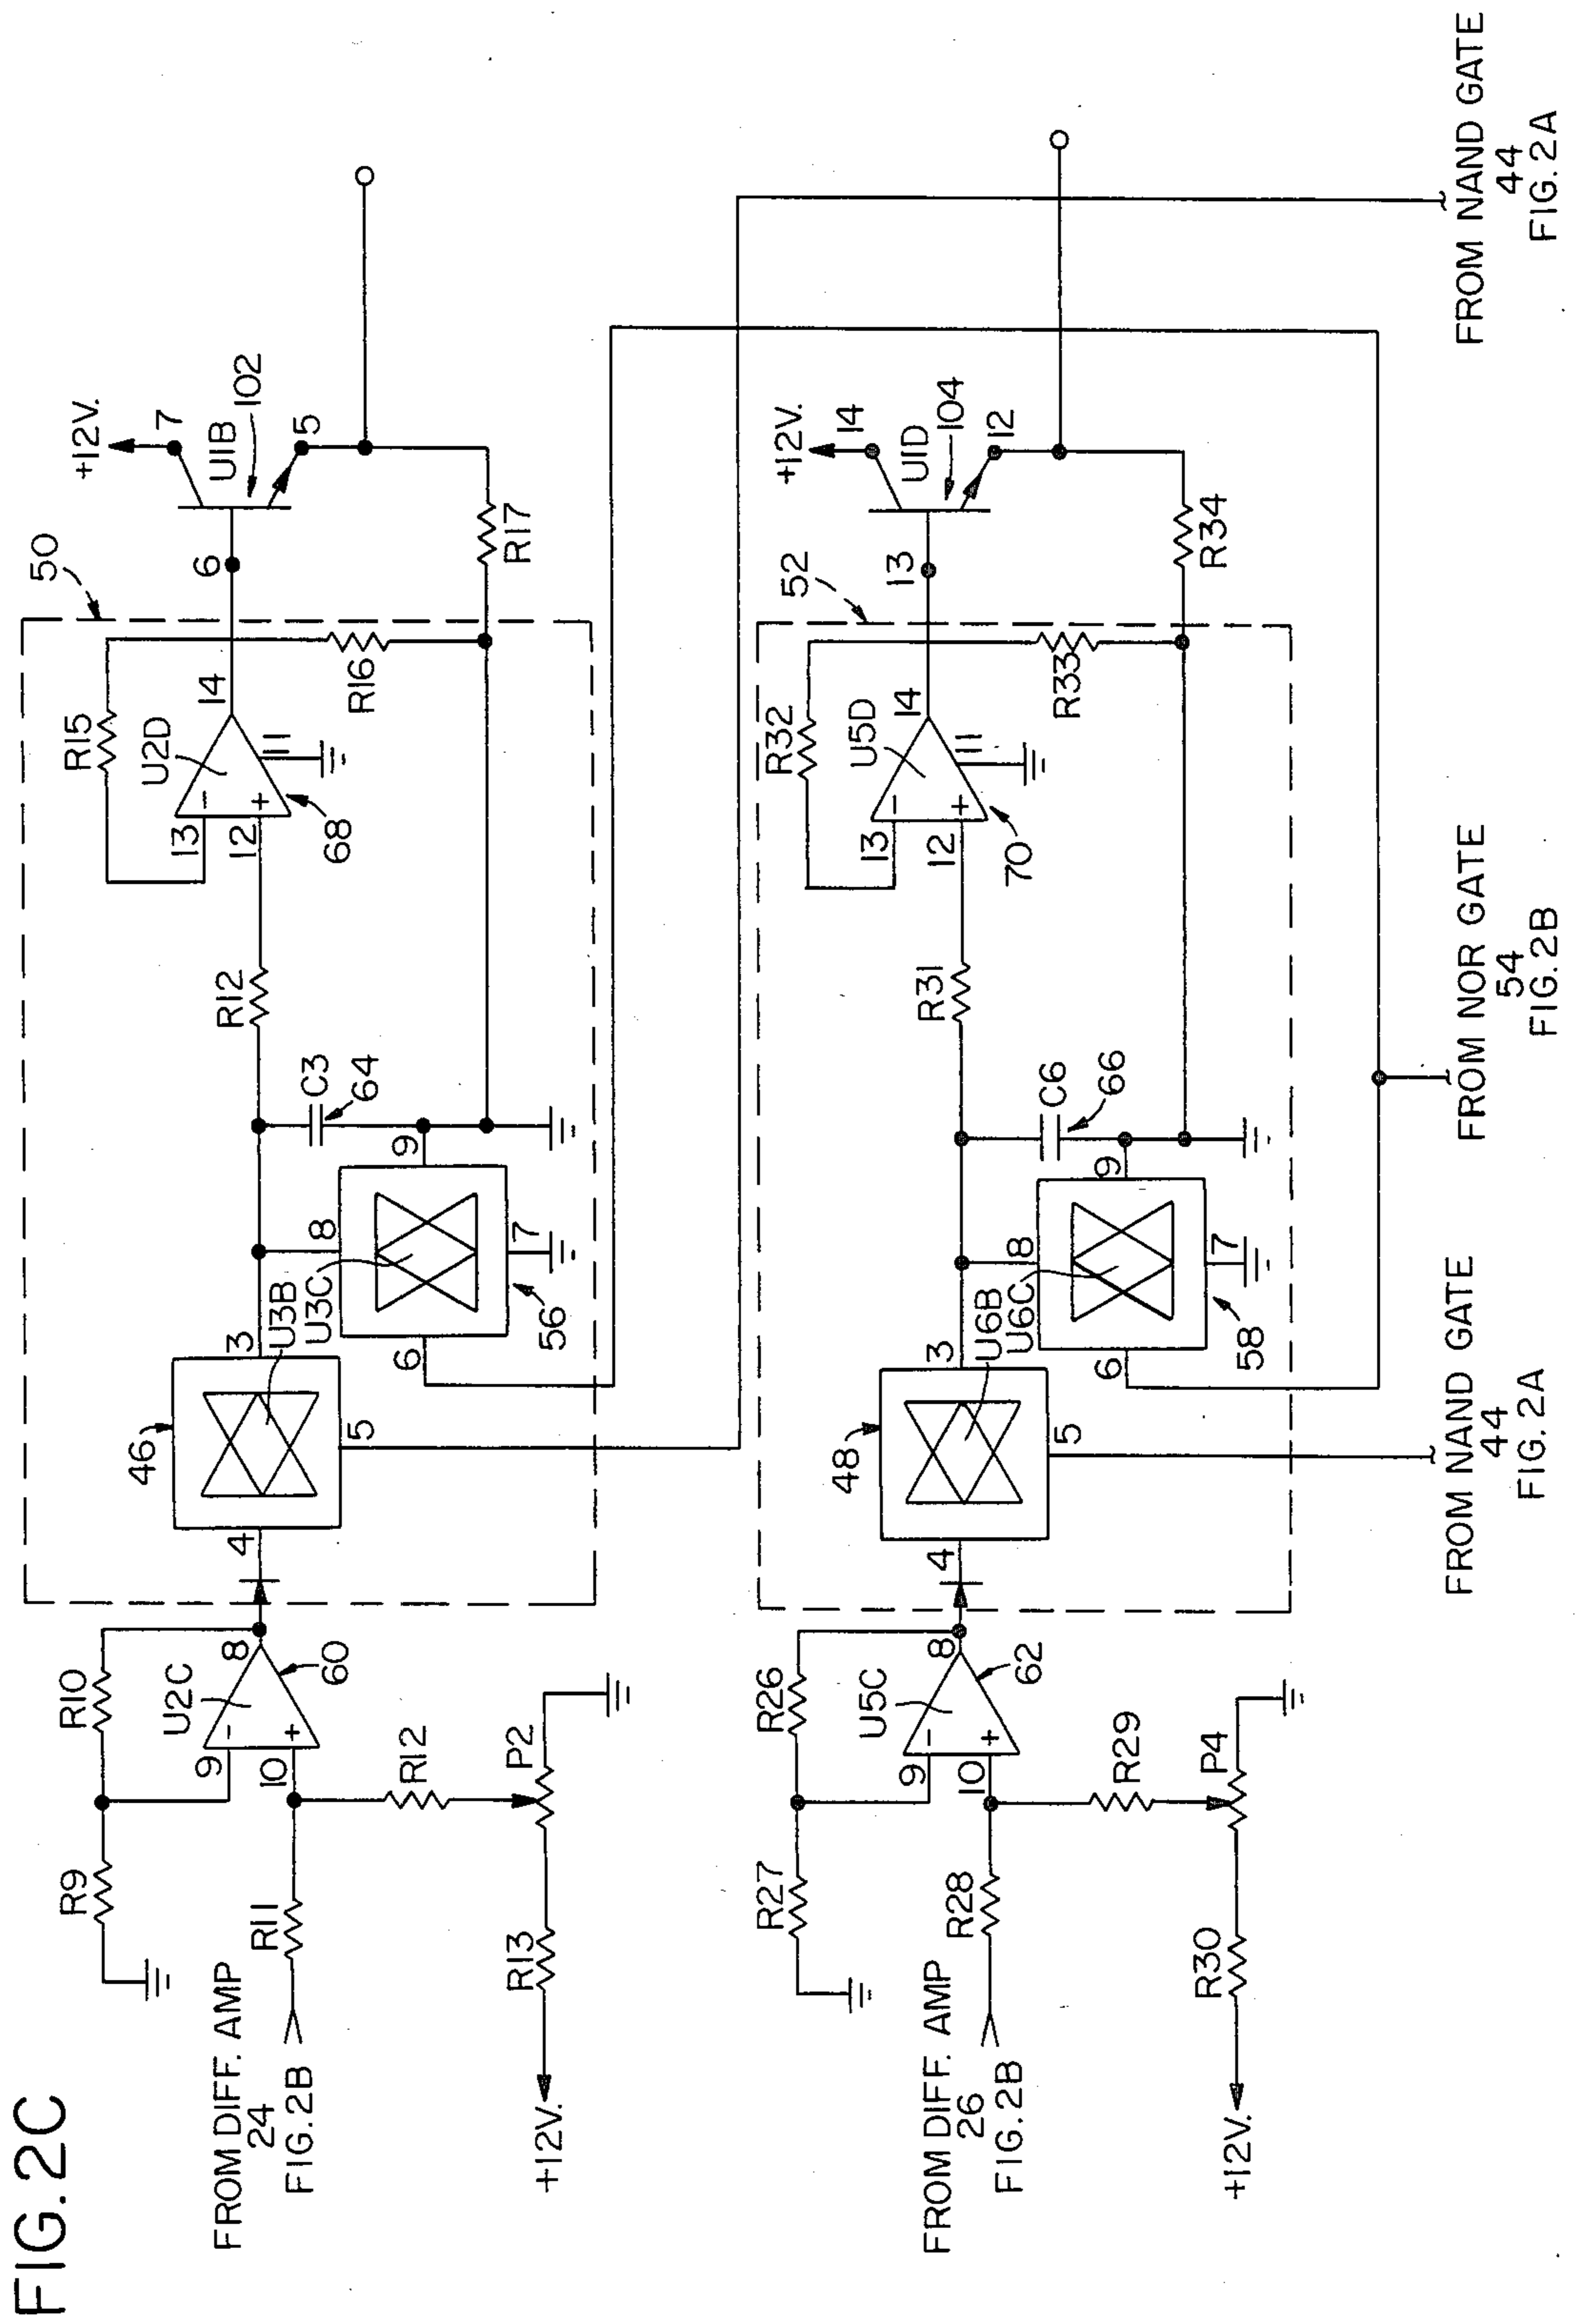 FIG. 2C
R9
R10
U2C
9
10
8
60
R11
R12
P2
R13
+12V.
FROM DIFF. AMP
24
FIG. 2B
46
4
3
5
U3B
U3C
8
9
6
7
56
C3
64
R12
R15
U2D
13
12
14
11
68
R16
50
6
+12V.
7
U1B
102
5
R17
R27
R26
U5C
9
10
8
62
R28
R29
P4
R30
+12V.
FROM DIFF. AMP
26
FIG. 2B
48
4
3
5
U6B
U6C
8
9
6
7
58
C6
66
R31
R32
U5D
13
12
14
11
70
R33
52
13
+12V.
14
U1D
104
12
R34
FROM NAND GATE
44
FIG. 2A
FROM NOR GATE
54
FIG. 2B
FROM NAND GATE
44
FIG. 2A